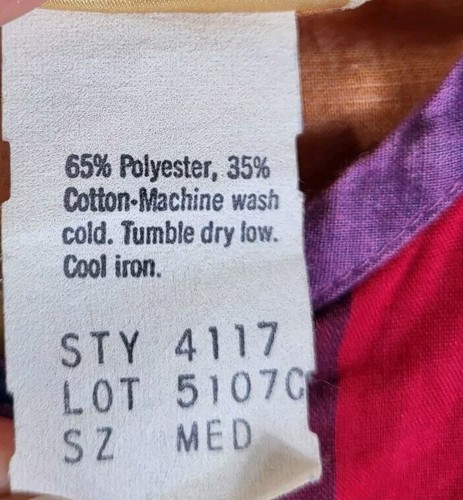 65% Polyester, 35%
Cotton-Machine wash
cold. Tumble dry low.
Cool iron.
STY 4117
LOT 5107C
SZ MED